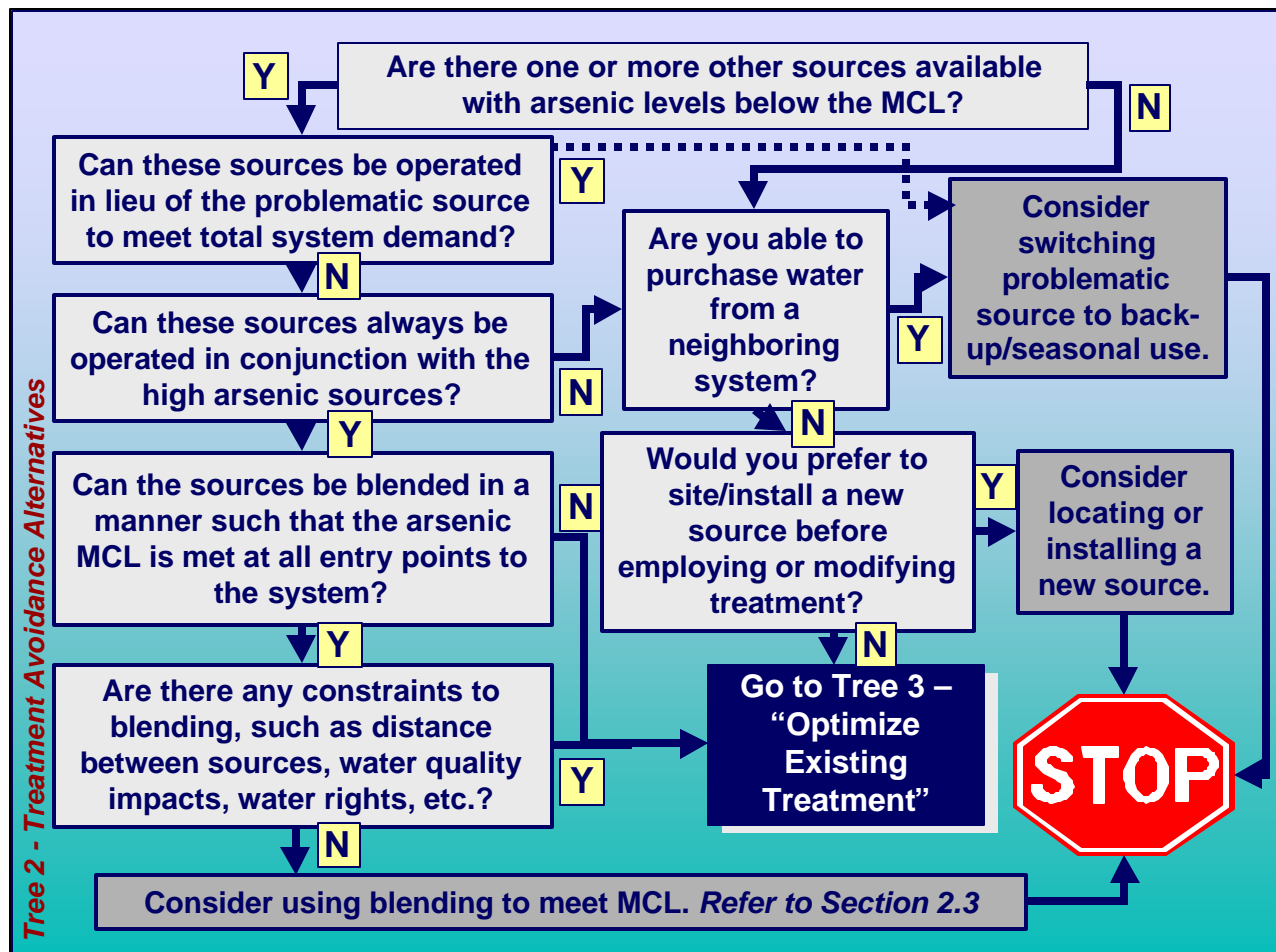 Are there one or more other sources available
with arsenic levels below the MCL?
Y
N
Can these sources be operated
in lieu of the problematic source
to meet total system demand?
Y
N
Can these sources always be
operated in conjunction with the
high arsenic sources?
N
Y
Can the sources be blended in a
manner such that the arsenic
MCL is met at all entry points to
the system?
N
Y
Are there any constraints to
blending, such as distance
between sources, water quality
impacts, water rights, etc.?
Y
N
Consider using blending to meet MCL. Refer to Section 2.3
Are you able to
purchase water
from a
neighboring
system?
Y
N
Consider
switching
problematic
source to back-
up/seasonal use.
Would you prefer to
site/install a new
source before
employing or modifying
treatment?
Y
N
Consider
locating or
installing a
new source.
Go to Tree 3 –
“Optimize
Existing
Treatment”
STOP
Tree 2 - Treatment Avoidance Alternatives